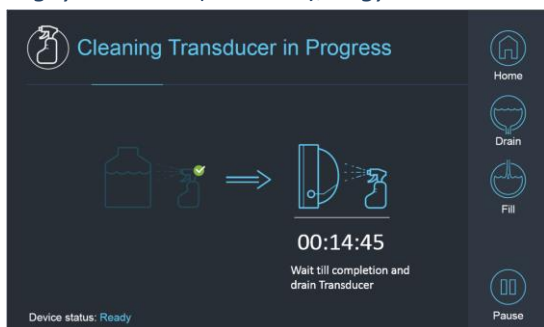 Cleaning Transducer in Progress
Home
Drain
Fill
00:14:45
Wait till completion and
drain Transducer
Pause
Device status: Ready